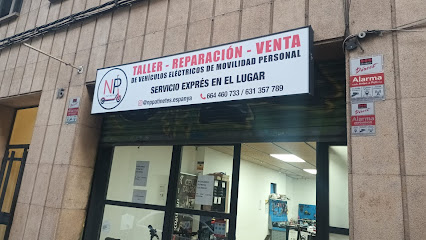 TALLER - REPARACIÓN - VENTA
DE VEHÍCULOS ELÉCTRICOS DE MOVILIDAD PERSONAL
SERVICIO EXPRÉS EN EL LUGAR
@nppatinetes.espanya 664 460 733 / 631 357 789
NP
Alarma
Alarma